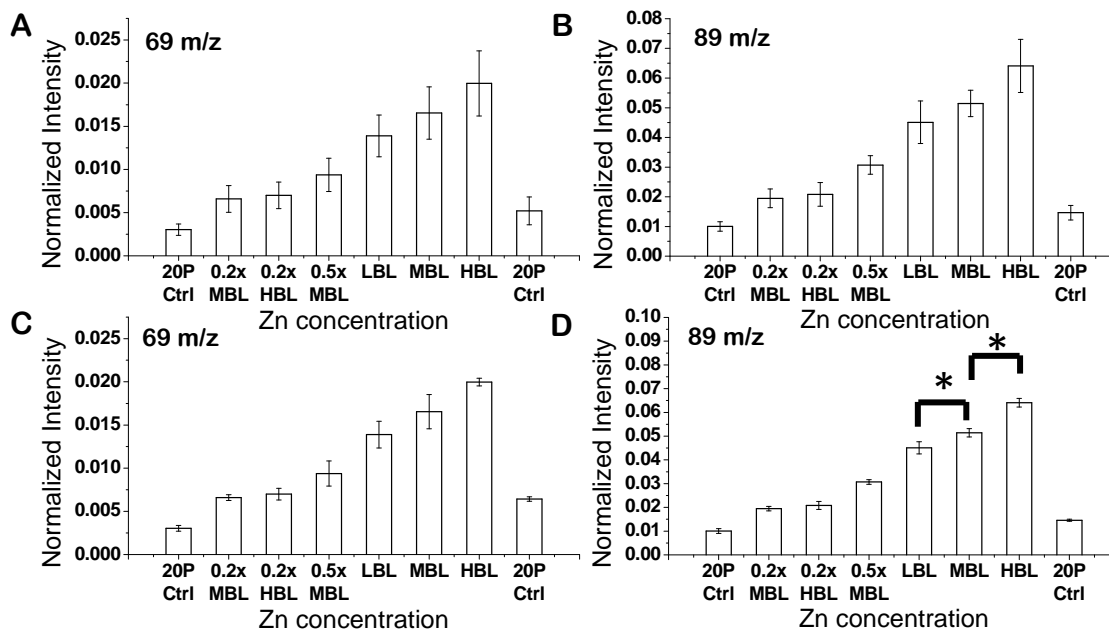 A
69 m/z
Normalized Intensity
0.025
0.020
0.015
0.010
0.005
0.000
20P Ctrl
0.2x MBL
0.2x HBL
0.5x MBL
LBL
MBL
HBL
20P Ctrl
Zn concentration
B
89 m/z
Normalized Intensity
0.08
0.07
0.06
0.05
0.04
0.03
0.02
0.01
0.00
20P Ctrl
0.2x MBL
0.2x HBL
0.5x MBL
LBL
MBL
HBL
20P Ctrl
Zn concentration
C
69 m/z
Normalized Intensity
0.025
0.020
0.015
0.010
0.005
0.000
20P Ctrl
0.2x MBL
0.2x HBL
0.5x MBL
LBL
MBL
HBL
20P Ctrl
Zn concentration
D
89 m/z
Normalized Intensity
0.10
0.09
0.08
0.07
0.06
0.05
0.04
0.03
0.02
0.01
0.00
*
*
20P Ctrl
0.2x MBL
0.2x HBL
0.5x MBL
LBL
MBL
HBL
20P Ctrl
Zn concentration